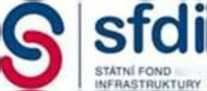 sfdi
STÁTNÍ FOND
INFRASTRUKTURY